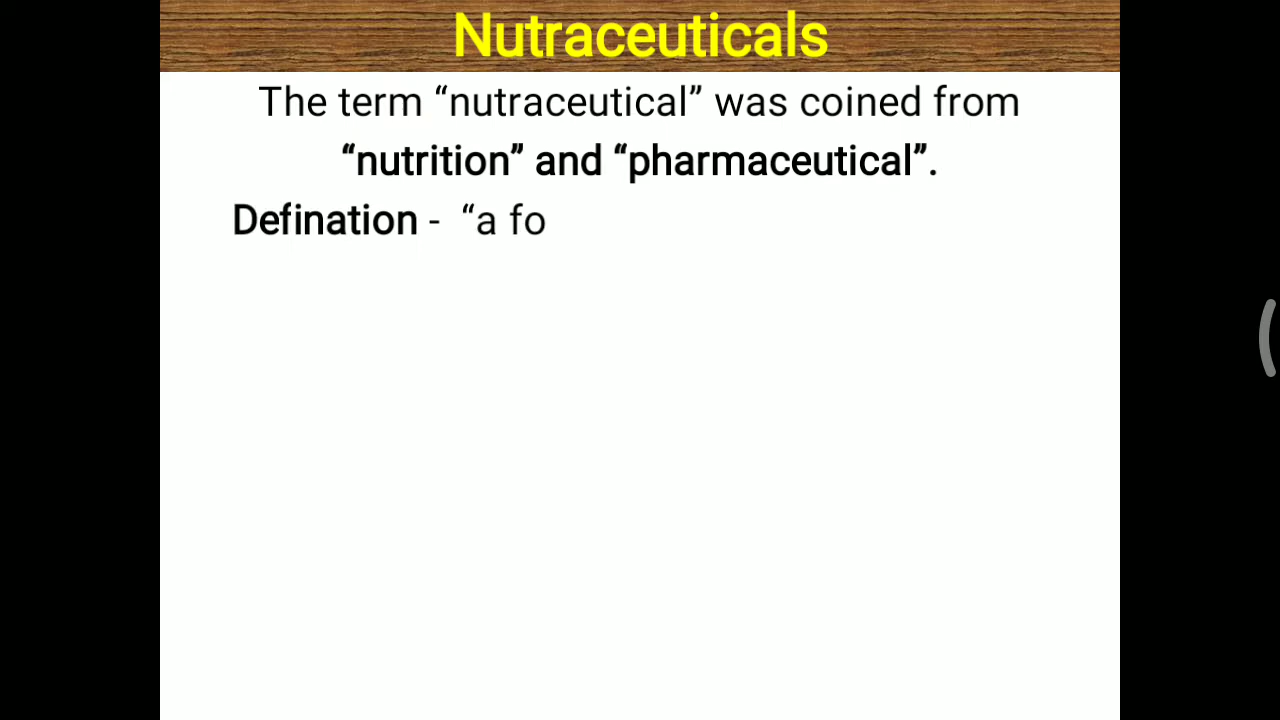 Nutraceuticals
The term “nutraceutical” was coined from
“nutrition” and “pharmaceutical”.
Defination - “a fo